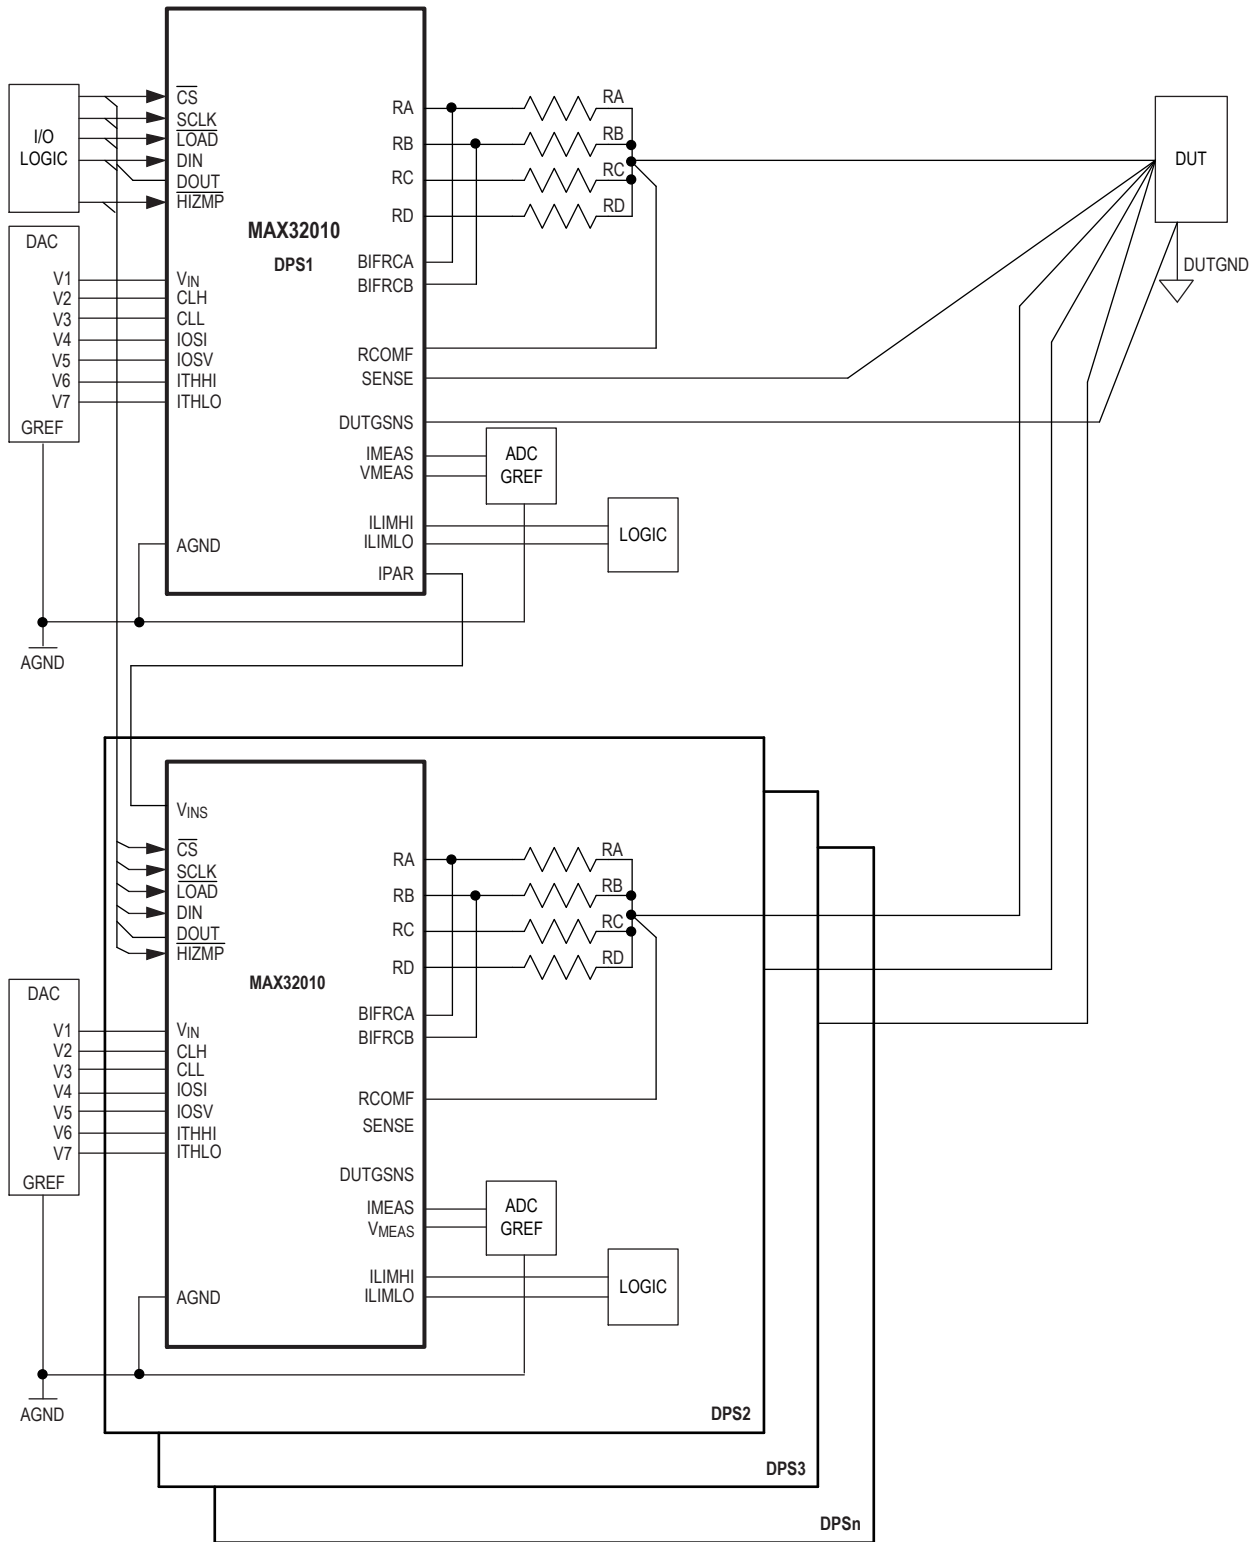 I/O
LOGIC
CS
SCLK
LOAD
DIN
DOUT
HIZMP
MAX32010
DPS1
RA
RB
RC
RD
RA
RB
RC
RD
DUT
DUTGND
DAC
V1
V2
V3
V4
V5
V6
V7
GREF
VIN
CLH
CLL
IOSI
IOSV
ITHHI
ITHLO
BIFRCA
BIFRCB
RCOMF
SENSE
DUTGSNS
IMEAS
VMEAS
ADC
GREF
ILIMHI
ILIMLO
LOGIC
AGND
IPAR
AGND
VINS
CS
SCLK
LOAD
DIN
DOUT
HIZMP
MAX32010
RA
RB
RC
RD
RA
RB
RC
RD
DAC
V1
V2
V3
V4
V5
V6
V7
GREF
VIN
CLH
CLL
IOSI
IOSV
ITHHI
ITHLO
BIFRCA
BIFRCB
RCOMF
SENSE
DUTGSNS
IMEAS
VMEAS
ADC
GREF
ILIMHI
ILIMLO
LOGIC
AGND
AGND
DPS2
DPS3
DPSn